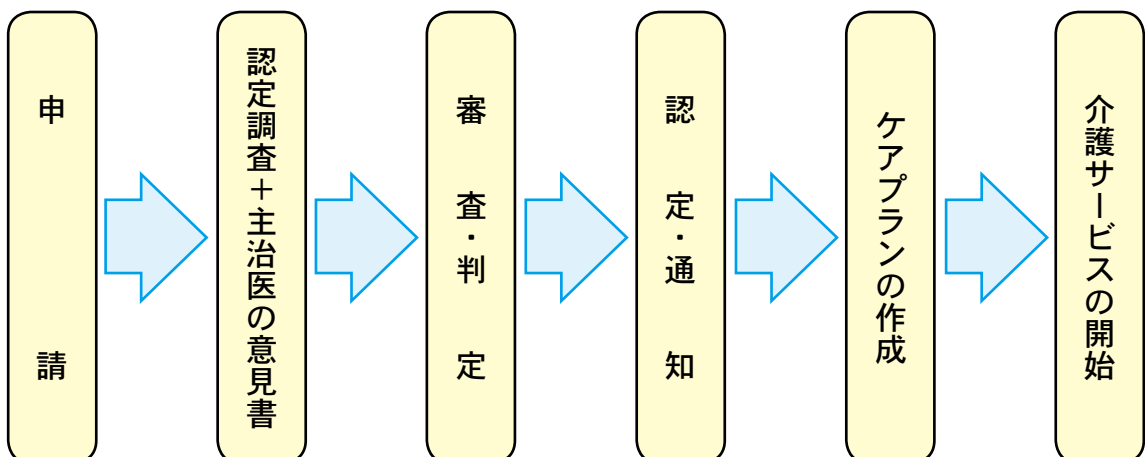 申請
認定調査＋主治医の意見書
審査・判定
認定・通知
ケアプランの作成
介護サービスの開始